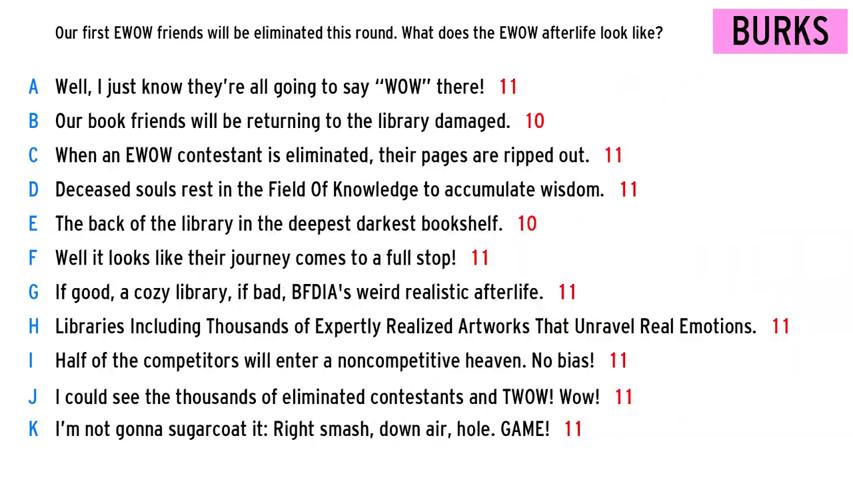 Our first EWOW friends will be eliminated this round. What does the EWOW afterlife look like?
BURKS
A Well, I just know they're all going to say “WOW” there! 11
B Our book friends will be returning to the library damaged. 10
C When an EWOW contestant is eliminated, their pages are ripped out. 11
D Deceased souls rest in the Field Of Knowledge to accumulate wisdom. 11
E The back of the library in the deepest darkest bookshelf. 10
F Well it looks like their journey comes to a full stop! 11
G If good, a cozy library, if bad, BFDIA's weird realistic afterlife. 11
H Libraries Including Thousands of Expertly Realized Artworks That Unravel Real Emotions. 11
I Half of the competitors will enter a noncompetitive heaven. No bias! 11
J I could see the thousands of eliminated contestants and TWOW! Wow! 11
K I'm not gonna sugarcoat it: Right smash, down air, hole. GAME! 11